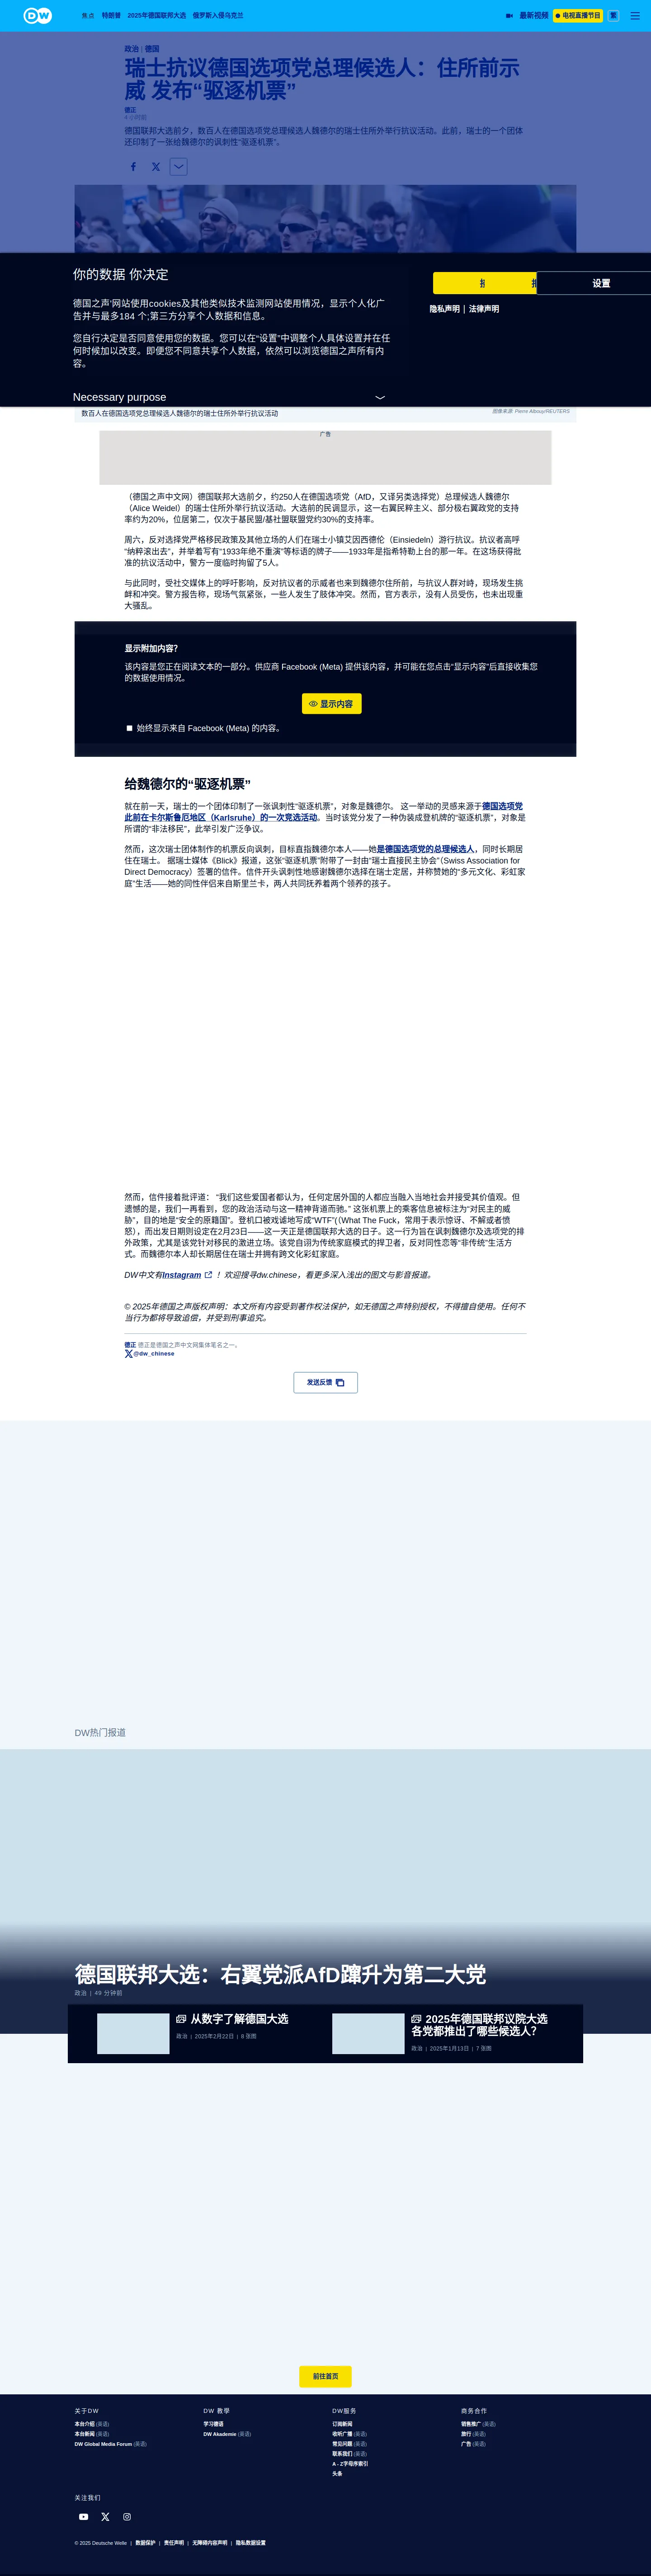 DW
焦点 特朗普 2025年德国联邦大选 俄罗斯入侵乌克兰
最新视频 电视直播节目 繁
政治 | 德国
瑞士抗议德国选项党总理候选人：住所前示
威 发布“驱逐机票”
德正
4 小时前
德国联邦大选前夕，数百人在德国选项党总理候选人魏德尔的瑞士住所外举行抗议活动。此前，瑞士的一个团体
还印制了一张给魏德尔的讽刺性“驱逐机票”。
你的数据 你决定
设置
德国之声'网站使用cookies及其他类似技术监测网站使用情况，显示个人化广
告并与最多184 个;第三方分享个人数据和信息。
隐私声明 | 法律声明
您自行决定是否同意使用您的数据。您可以在“设置”中调整个人具体设置并在任
何时候加以改变。即便您不同意共享个人数据，依然可以浏览德国之声所有内
容。
Necessary purpose
数百人在德国选项党总理候选人魏德尔的瑞士住所外举行抗议活动
图像来源: Pierre Albouy/REUTERS
广告
（德国之声中文网）德国联邦大选前夕，约250人在德国选项党（AfD，又译另类选择党）总理候选人魏德尔
（Alice Weidel）的瑞士住所外举行抗议活动。大选前的民调显示，这一右翼民粹主义、部分极右翼政党的支持
率约为20%，位居第二，仅次于基民盟/基社盟联盟党约30%的支持率。
周六，反对选择党严格移民政策及其他立场的人们在瑞士小镇艾因西德伦（Einsiedeln）游行抗议。抗议者高呼
“纳粹滚出去”，并举着写有“1933年绝不重演”等标语的牌子——1933年是指希特勒上台的那一年。在这场获得批
准的抗议活动中，警方一度临时拘留了5人。
与此同时，受社交媒体上的呼吁影响，反对抗议者的示威者也来到魏德尔住所前，与抗议人群对峙，现场发生挑
衅和冲突。警方报告称，现场气氛紧张，一些人发生了肢体冲突。然而，官方表示，没有人员受伤，也未出现重
大骚乱。
显示附加内容？
该内容是您正在阅读文本的一部分。供应商 Facebook (Meta) 提供该内容，并可能在您点击“显示内容”后直接收集您
的数据使用情况。
显示内容
始终显示来自 Facebook (Meta) 的内容。
给魏德尔的“驱逐机票”
就在前一天，瑞士的一个团体印制了一张讽刺性“驱逐机票”，对象是魏德尔。 这一举动的灵感来源于德国选项党
此前在卡尔斯鲁厄地区（Karlsruhe）的一次竞选活动。当时该党分发了一种伪装成登机牌的“驱逐机票”，对象是
所谓的“非法移民”，此举引发广泛争议。
然而，这次瑞士团体制作的机票反向讽刺，目标直指魏德尔本人——她是德国选项党的总理候选人，同时长期居
住在瑞士。 据瑞士媒体《Blick》报道，这张“驱逐机票”附带了一封由“瑞士直接民主协会”（Swiss Association for
Direct Democracy）签署的信件。信件开头讽刺性地感谢魏德尔选择在瑞士定居，并称赞她的“多元文化、彩虹家
庭”生活——她的同性伴侣来自斯里兰卡，两人共同抚养着两个领养的孩子。
然而，信件接着批评道： “我们这些爱国者都认为，任何定居外国的人都应当融入当地社会并接受其价值观。但
遗憾的是，我们一再看到，您的政治活动与这一精神背道而驰。” 这张机票上的乘客信息被标注为“对民主的威
胁”，目的地是“安全的原籍国”。登机口被戏谑地写成“WTF”(（What The Fuck，常用于表示惊讶、不解或者愤
怒)，而出发日期则设定在2月23日——这一天正是德国联邦大选的日子。这一行为旨在讽刺魏德尔及选项党的排
外政策，尤其是该党针对移民的激进立场。该党自诩为传统家庭模式的捍卫者，反对同性恋等“非传统”生活方
式。而魏德尔本人却长期居住在瑞士并拥有跨文化彩虹家庭。
DW中文有Instagram ！欢迎搜寻dw.chinese，看更多深入浅出的图文与影音报道。
© 2025年德国之声版权声明：本文所有内容受到著作权法保护，如无德国之声特别授权，不得擅自使用。任何不
当行为都将导致追偿，并受到刑事追究。
德正 德正是德国之声中文网集体笔名之一。
@dw_chinese
发送反馈
DW热门报道
德国联邦大选：右翼党派AfD蹿升为第二大党
政治 | 49 分钟前
从数字了解德国大选
政治 | 2025年2月22日 | 8 张图
2025年德国联邦议院大选
各党都推出了哪些候选人？
政治 | 2025年1月13日 | 7 张图
前往首页
关于DW
本台介绍 (英语)
本台新闻 (英语)
DW Global Media Forum (英语)
DW 教学
学习德语
DW Akademie (英语)
DW服务
订阅新闻
收听广播 (英语)
常见问题 (英语)
联系我们 (英语)
A - Z字母序索引
头条
商务合作
销售推广 (英语)
旅行 (英语)
广告 (英语)
关注我们
© 2025 Deutsche Welle | 数据保护 | 责任声明 | 无障碍内容声明 | 隐私数据设置